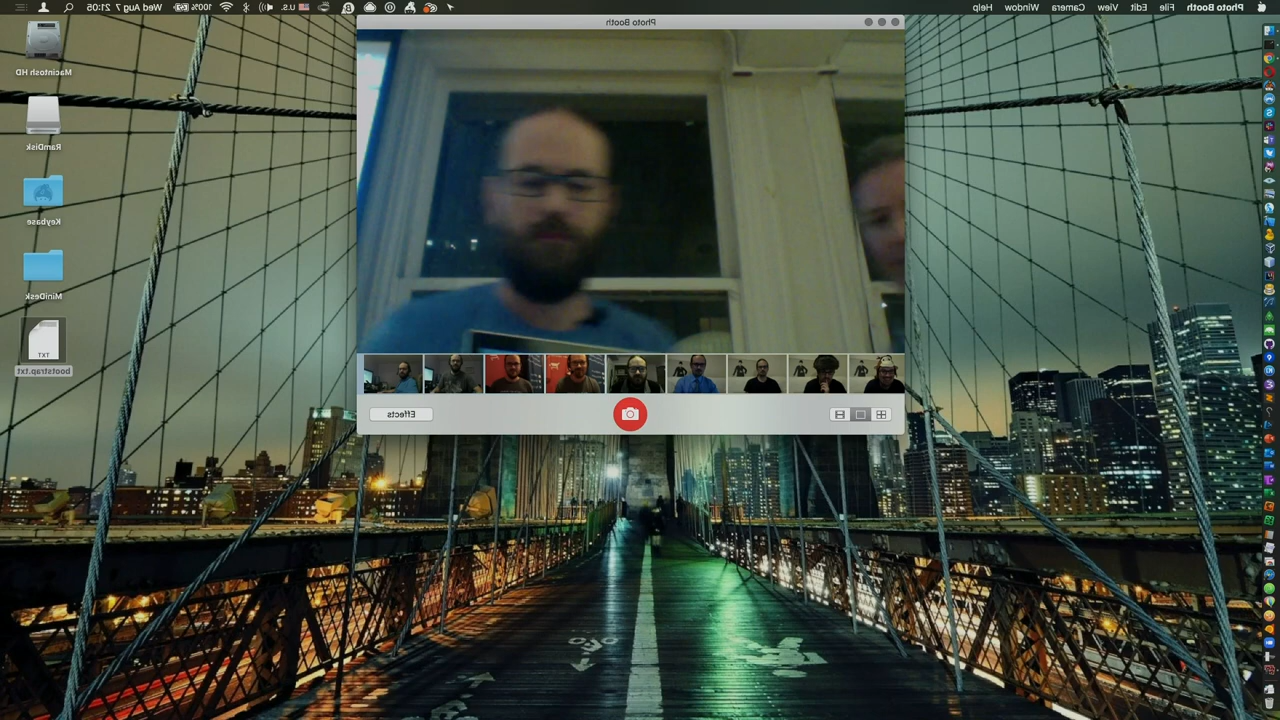 Photo Booth File Edit View Camera Window Help
U.S. 100% Wed Aug 7 21:05
Photo Booth
Macintosh HD
RamDisk
Keybase
MiniDesk
TXT
bootstrap.txt
Effects